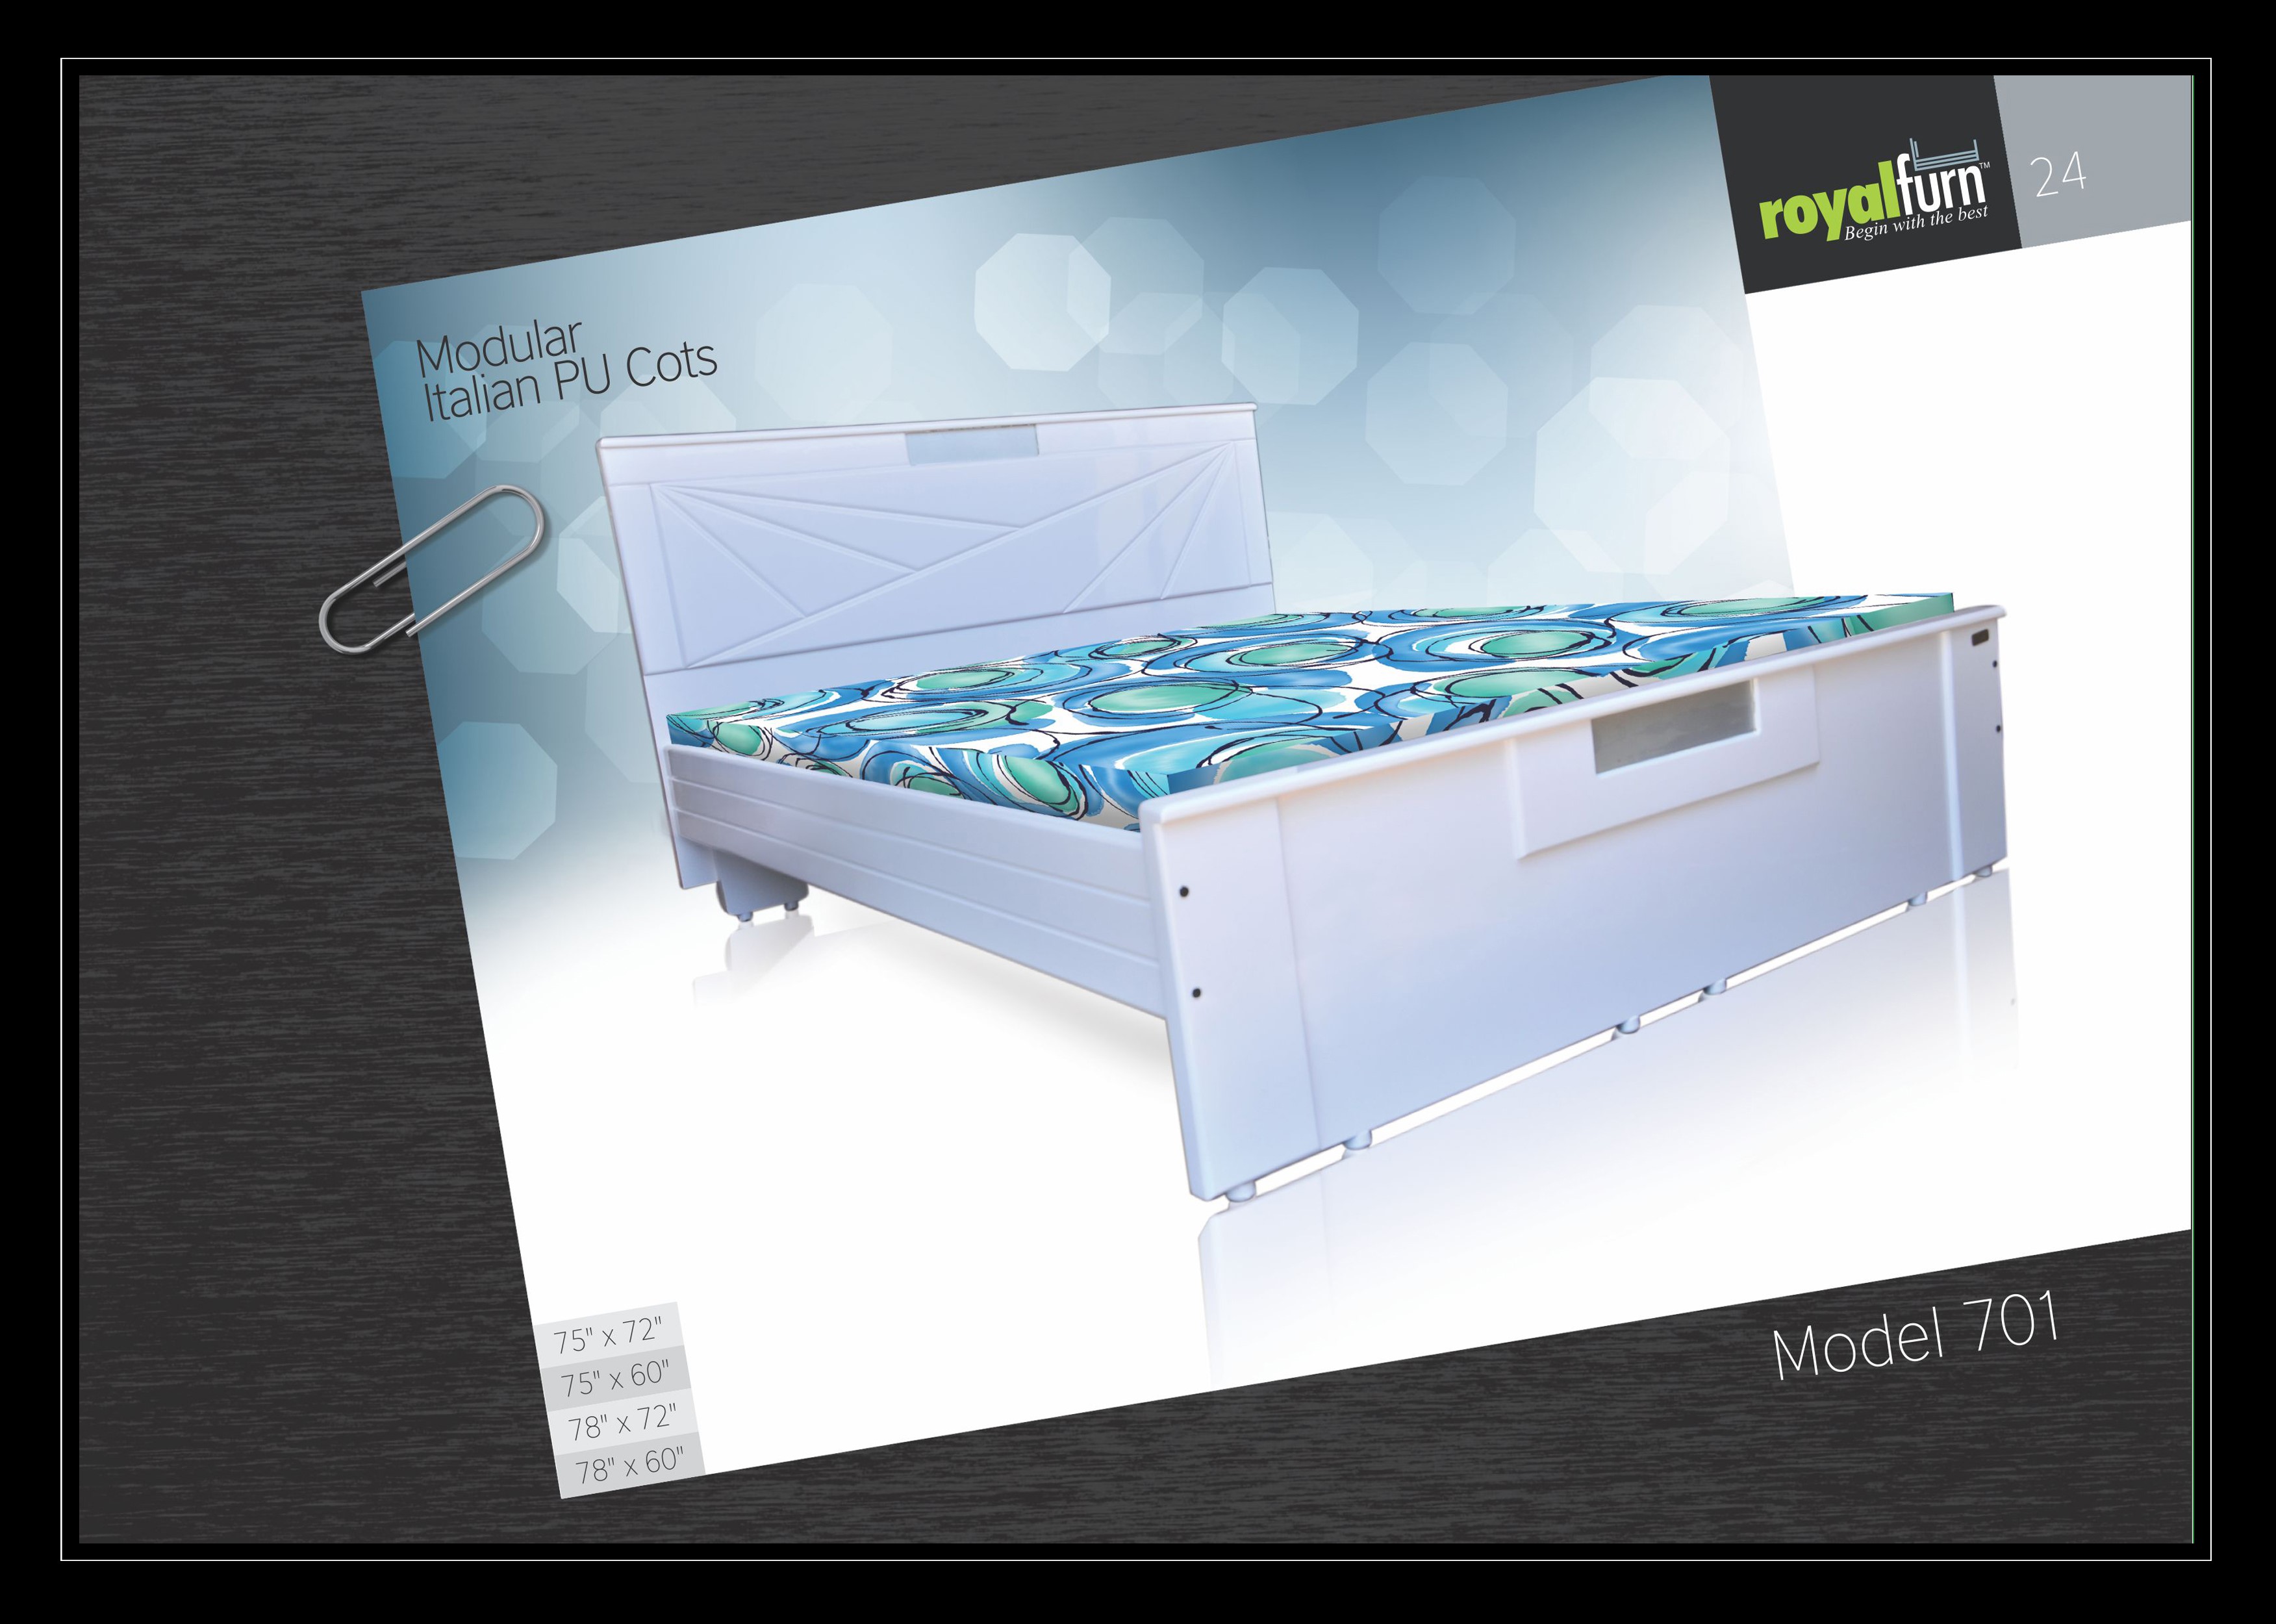 royalfurn™
Begin with the best
24
Modular
Italian PU Cots
75" x 72"
75" x 60"
78" x 72"
78" x 60"
Model 701